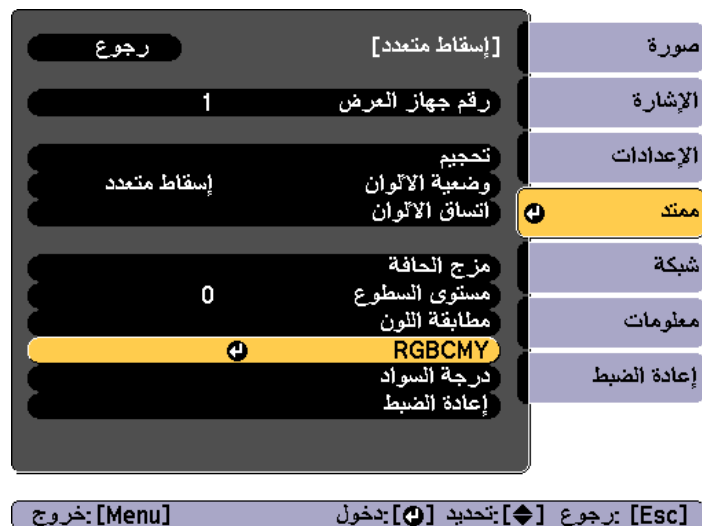 صورة
الإشارة
الإعدادات
ممتد
شبكة
معلومات
إعادة الضبط
[إسقاط متعدد] رجوع
رقم جهاز العرض 1
تحجيم
وضعية الألوان إسقاط متعدد
اتساق الألوان
مزج الحافة
مستوى السطوع 0
مطابقة اللون
RGBCMY
درجة السواد
إعادة الضبط
[Esc] :رجوع [◆]:تحديد [↵]:دخول [Menu]:خروج